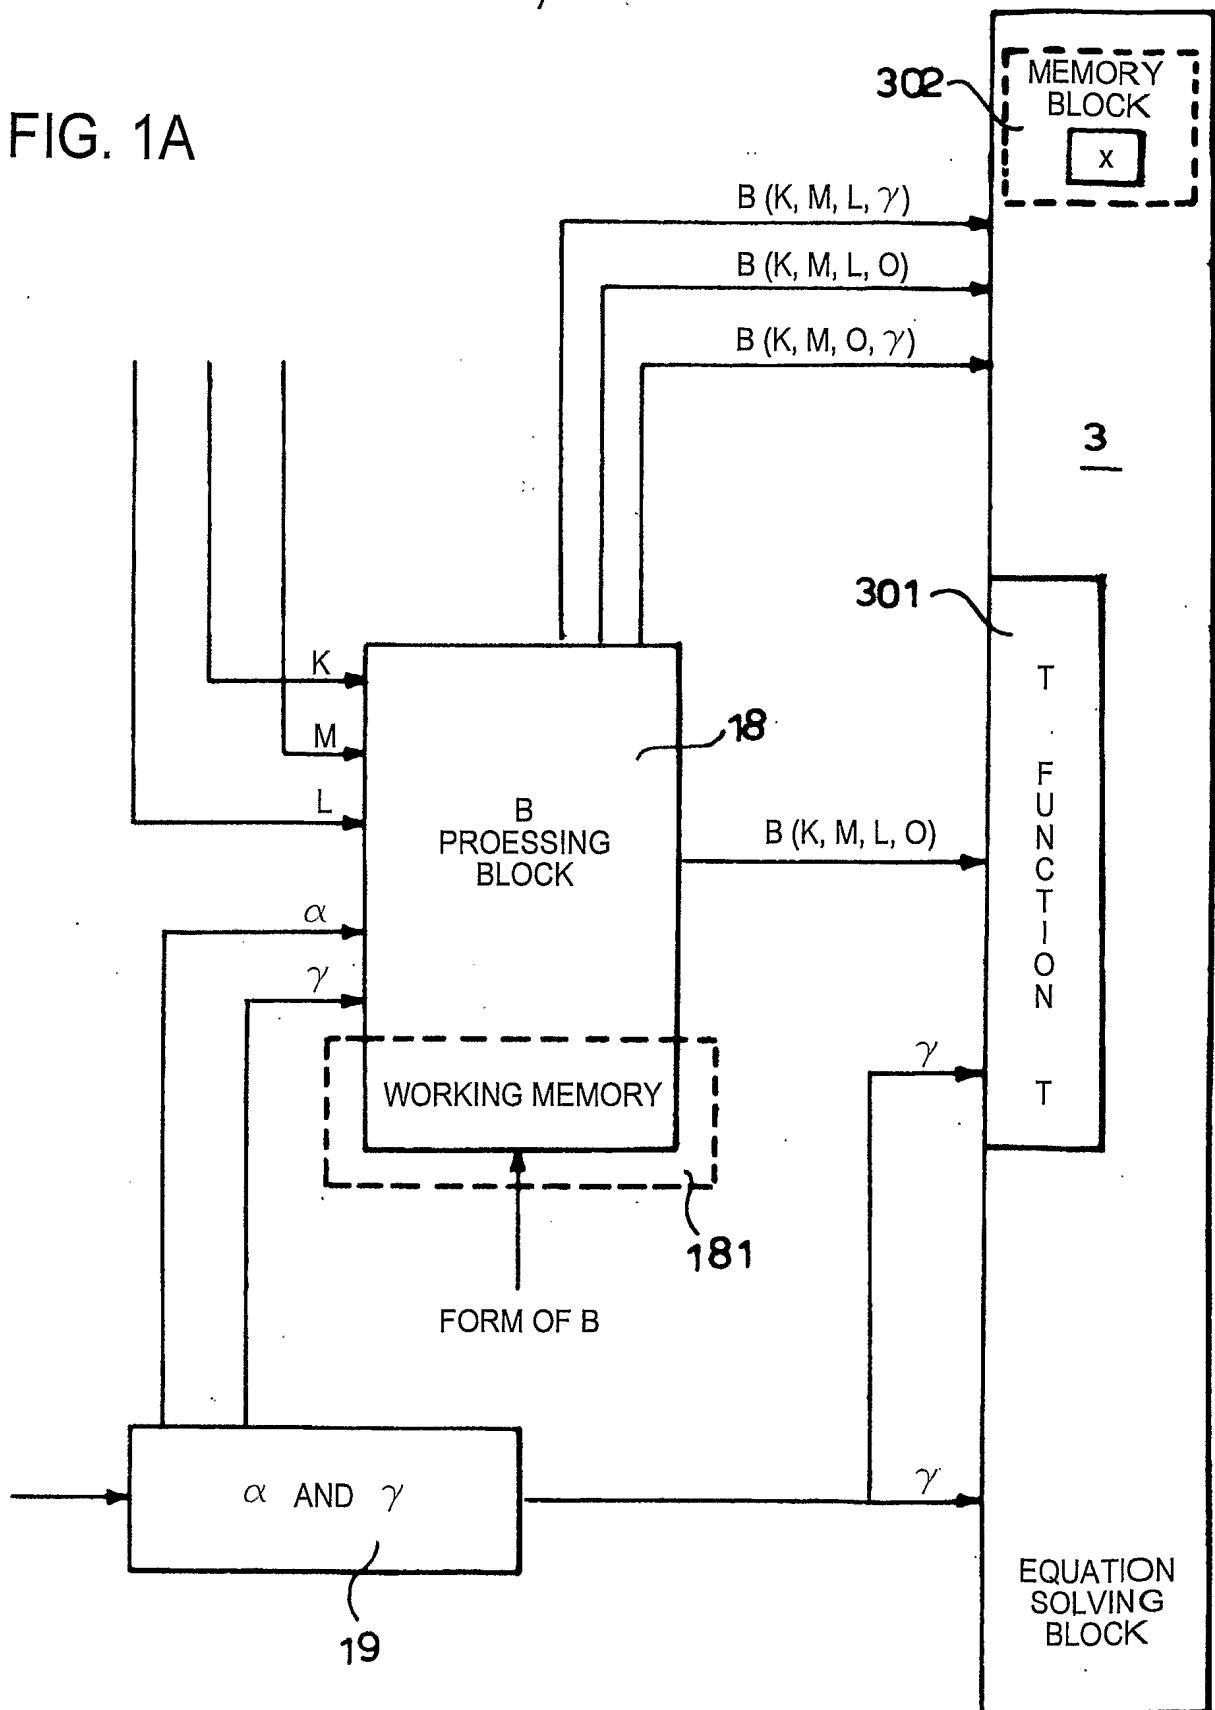 FIG. 1A
302
MEMORY
BLOCK
x
B (K, M, L, γ)
B (K, M, L, O)
B (K, M, O, γ)
3
301
T FUNCTION T
K
M
L
α
γ
18
B
PROESSING
BLOCK
B (K, M, L, O)
WORKING MEMORY
γ
181
FORM OF B
α AND γ
γ
19
EQUATION
SOLVING
BLOCK